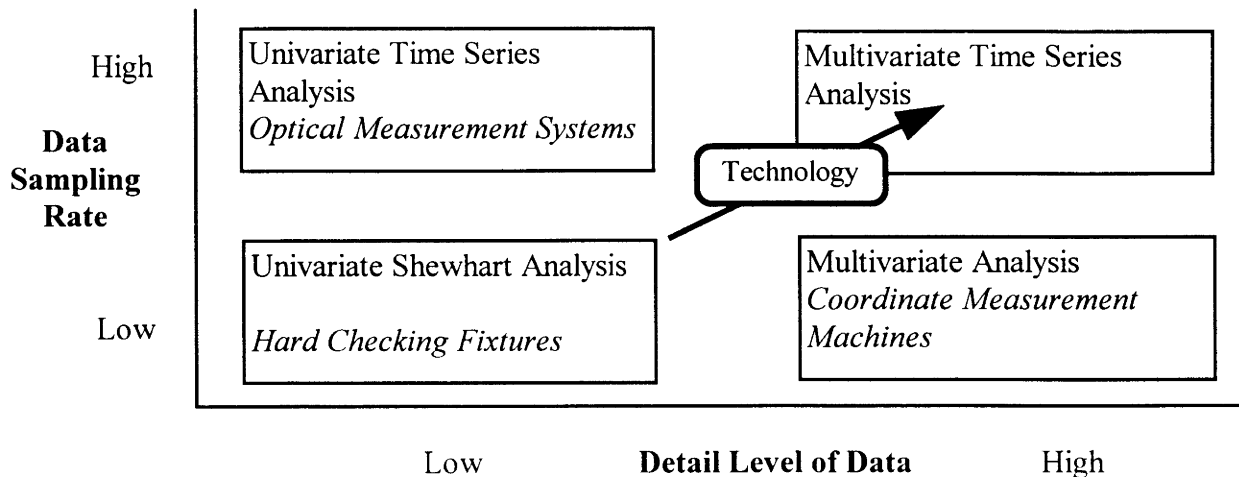 High
Data
Sampling
Rate
Low
Univariate Time Series
Analysis
Optical Measurement Systems
Multivariate Time Series
Analysis
Technology
Univariate Shewhart Analysis
Hard Checking Fixtures
Multivariate Analysis
Coordinate Measurement
Machines
Low
Detail Level of Data
High